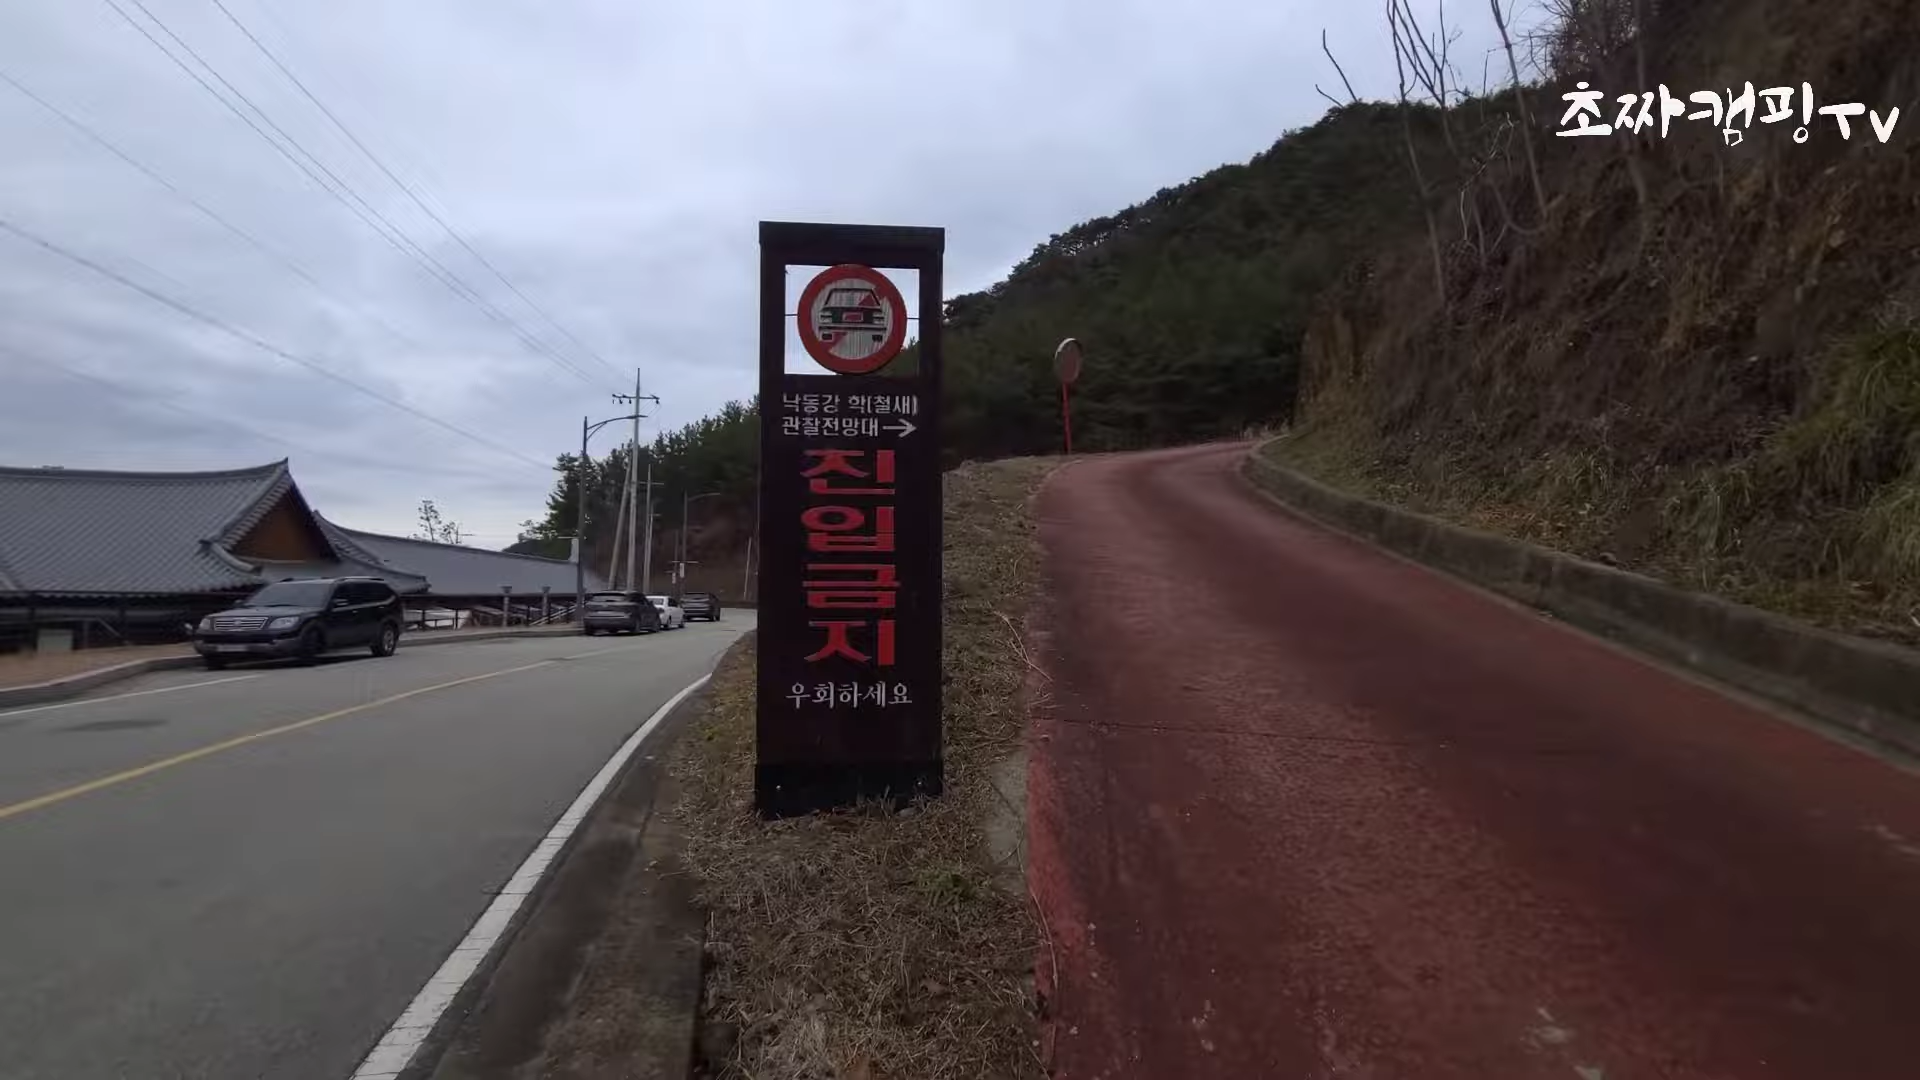 초짜캠핑TV
낙동강 학(철새)
관찰전망대→
진
입
금
지
우회하세요